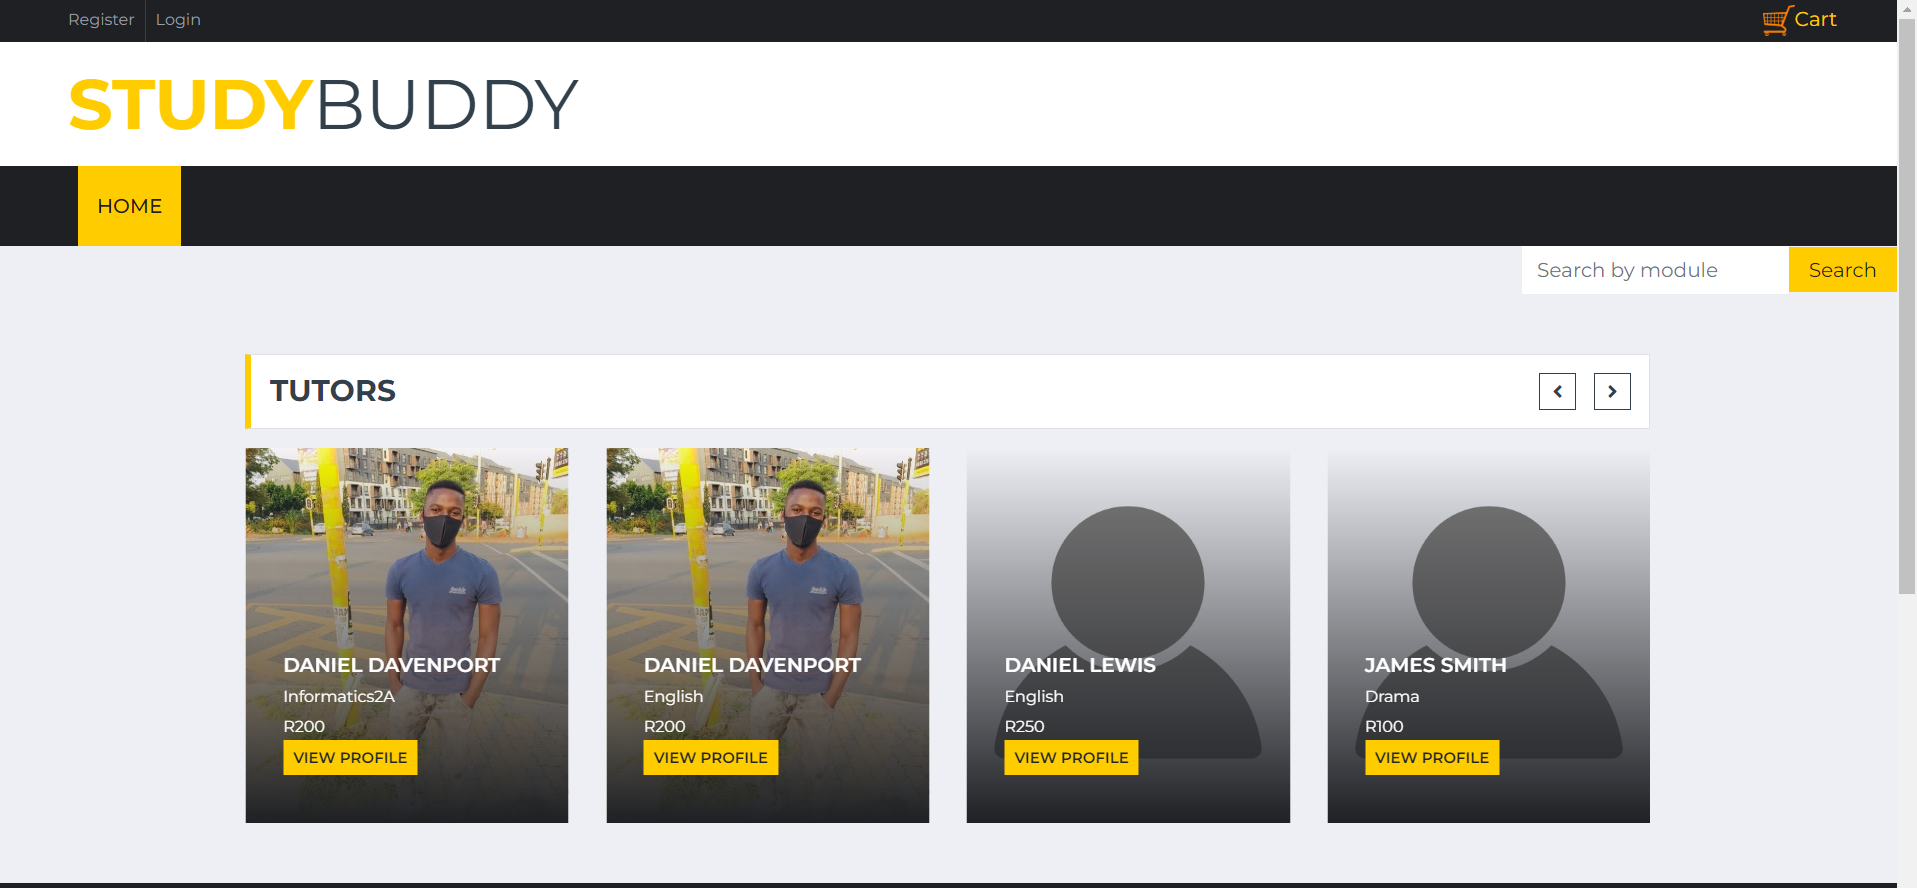 Register Login Cart
STUDYBUDDY
HOME
Search by module Search
TUTORS
DANIEL DAVENPORT
Informatics2A
R200
VIEW PROFILE
DANIEL DAVENPORT
English
R200
VIEW PROFILE
DANIEL LEWIS
English
R250
VIEW PROFILE
JAMES SMITH
Drama
R100
VIEW PROFILE